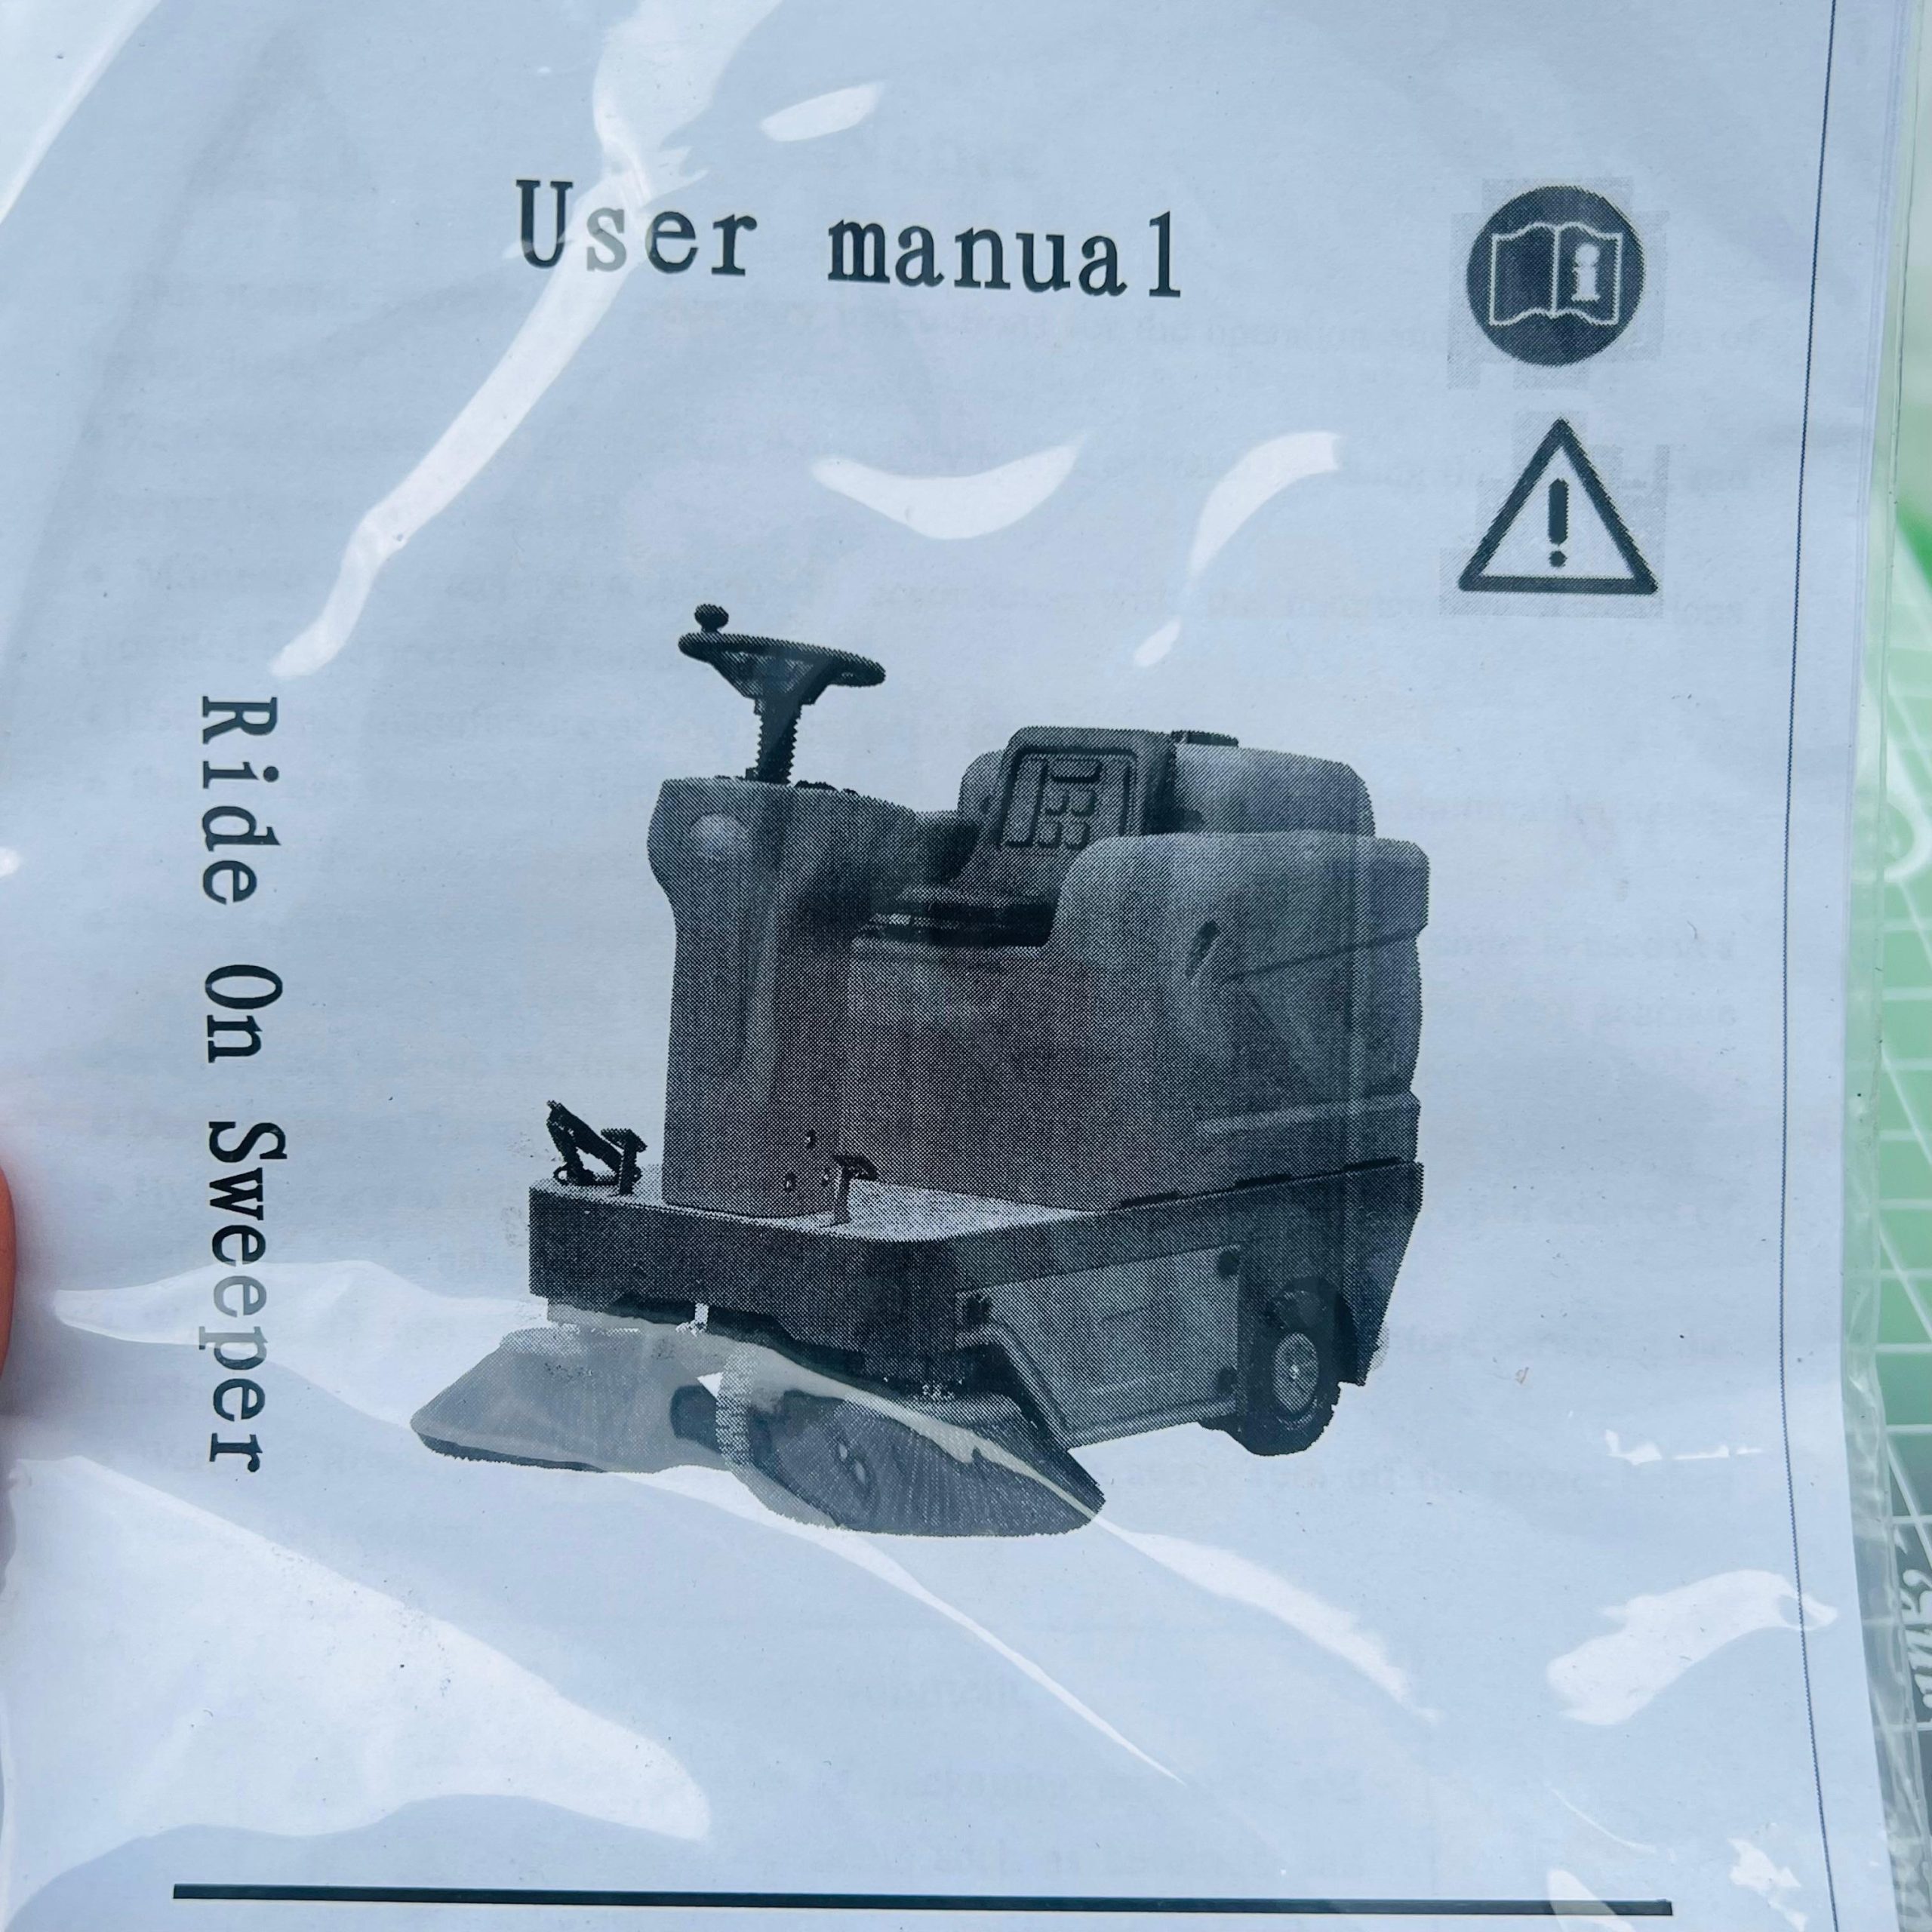 User manual
Ride On Sweeper